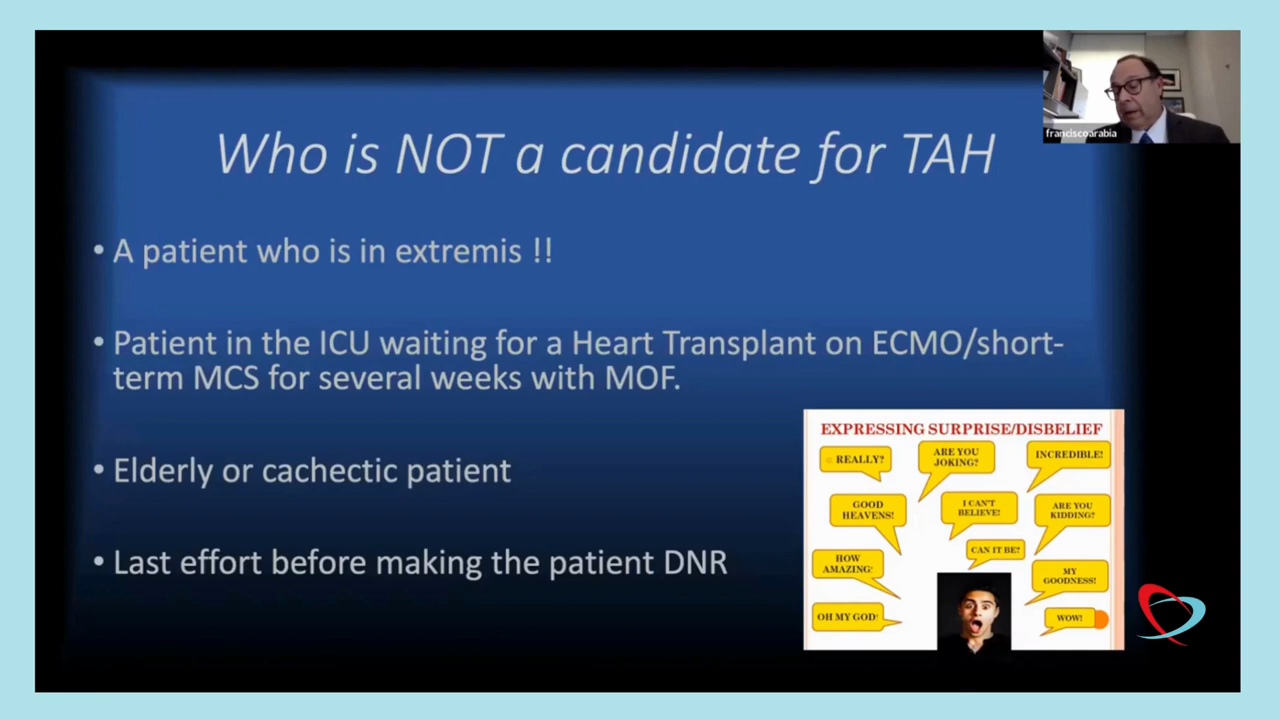 franciscoarabia
Who is NOT a candidate for TAH
• A patient who is in extremis !!
• Patient in the ICU waiting for a Heart Transplant on ECMO/short-
term MCS for several weeks with MOF.
• Elderly or cachectic patient
• Last effort before making the patient DNR
EXPRESSING SURPRISE/DISBELIEF
REALLY?
ARE YOU
JOKING?
INCREDIBLE!
GOOD
HEAVENS!
I CAN'T
BELIEVE!
ARE YOU
KIDDING?
CAN IT BE?
HOW
AMAZING!
MY
GOODNESS!
OH MY GOD!
WOW!